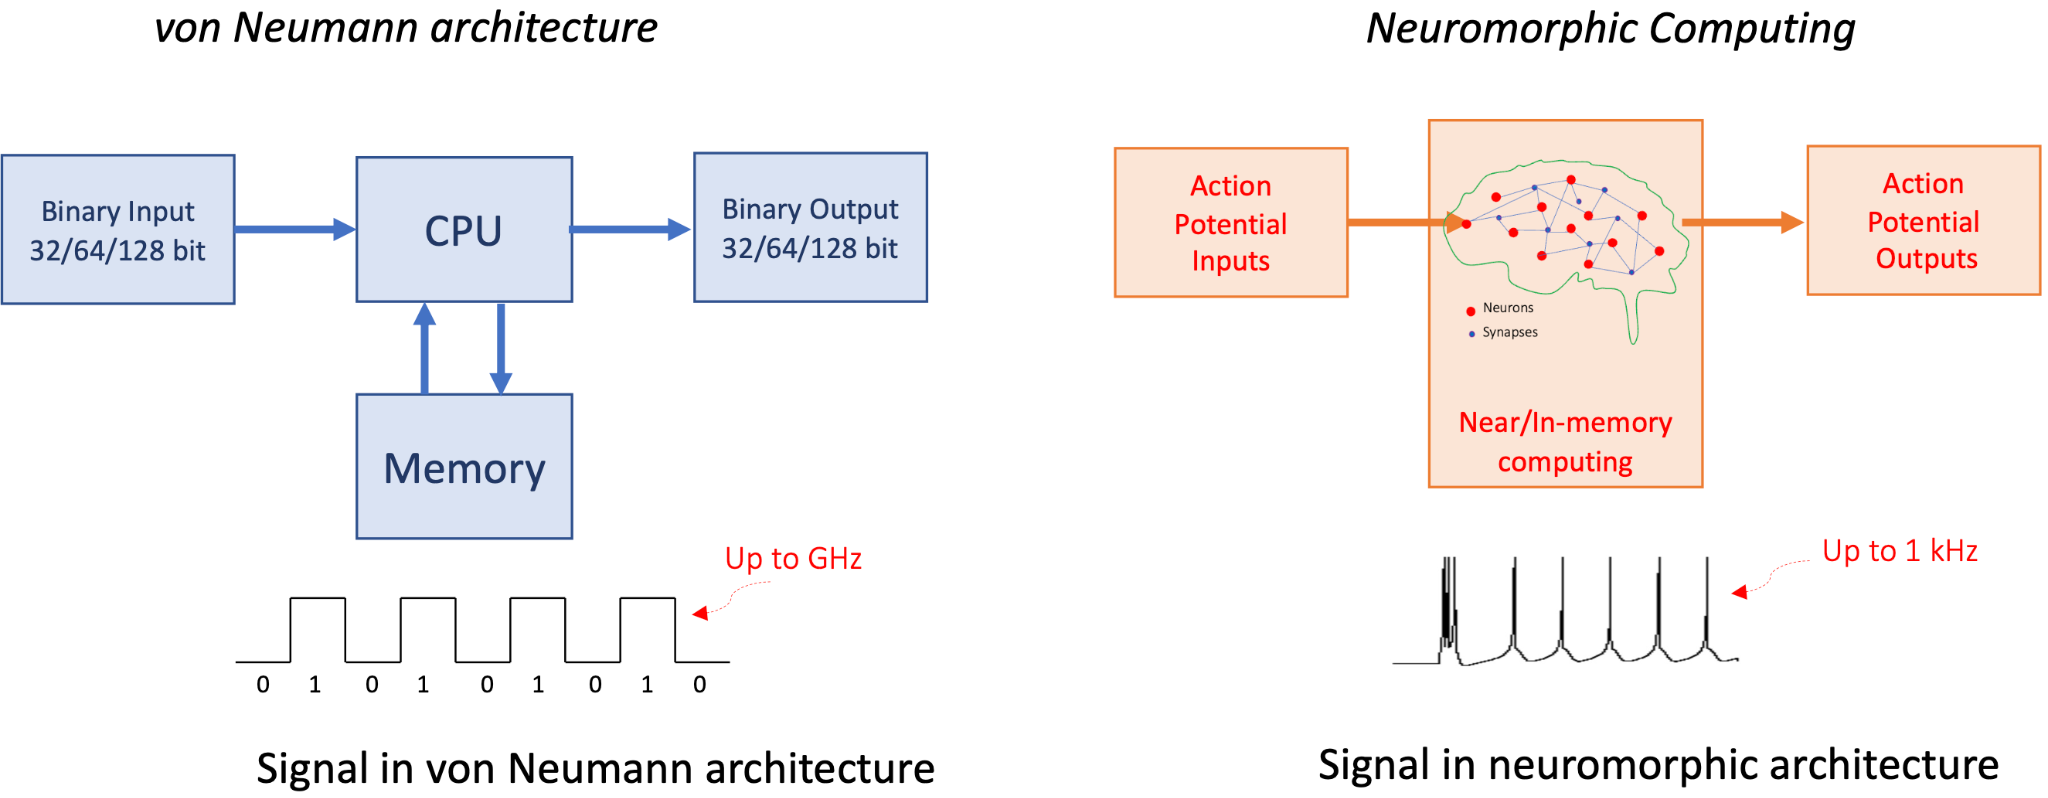 von Neumann architecture
Binary Input
32/64/128 bit
CPU
Binary Output
32/64/128 bit
Memory
Up to GHz
0 1 0 1 0 1 0 1 0
Signal in von Neumann architecture
Neuromorphic Computing
Action
Potential
Inputs
Neurons
Synapses
Near/In-memory
computing
Action
Potential
Outputs
Up to 1 kHz
Signal in neuromorphic architecture